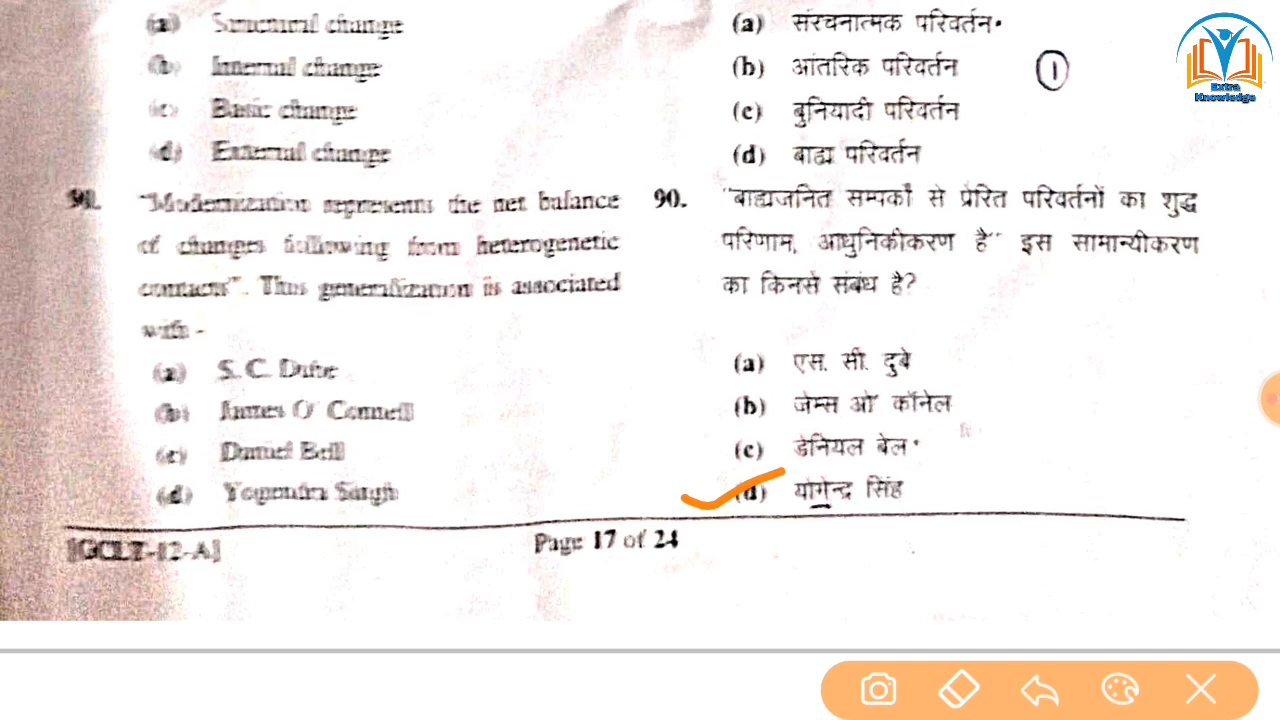 (a) Structural change
(b) Internal change
(c) Basic change
(d) External change
90. "Modernization represents the net balance
of changes following from heterogenetic
contacts". This generalization is associated
with -
(a) S. C. Dube
(b) James O' Connell
(c) Daniel Bell
(d) Yogendra Singh
(a) संरचनात्मक परिवर्तन
(b) आंतरिक परिवर्तन
(c) बुनियादी परिवर्तन
(d) बाह्य परिवर्तन
1
90. "बाह्यजनित सम्पर्कों से प्रेरित परिवर्तनों का शुद्ध
परिणाम, आधुनिकीकरण है" इस सामान्यीकरण
का किनसे संबंध है?
(a) एस. सी. दुबे
(b) जेम्स ओ' कॉनेल
(c) डेनियल बेल
(d) योगेन्द्र सिंह
[GCLT-12-A]
Page 17 of 24
Extra
Knowledge